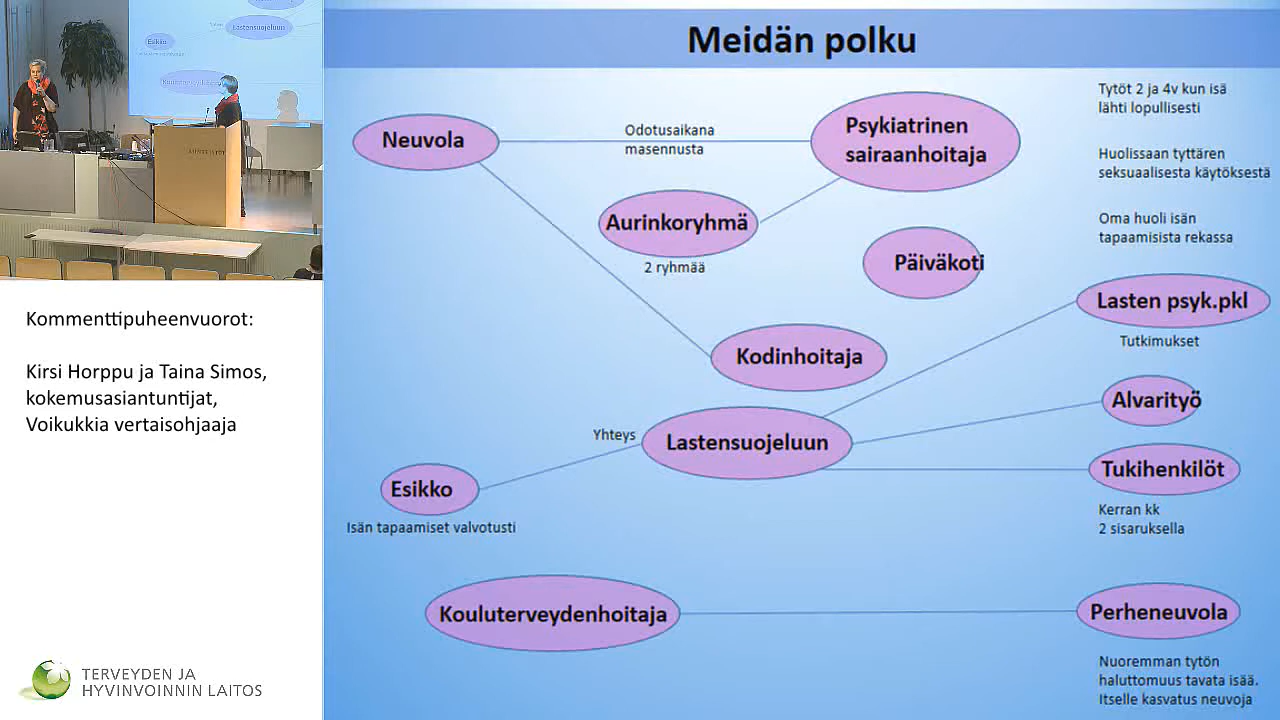 Meidän polku
Neuvola
Odotusaikana
masennusta
Psykiatrinen
sairaanhoitaja
Tytöt 2 ja 4v kun isä
lähti lopullisesti
Huolissaan tyttären
seksuaalisesta käytöksestä
Aurinkoryhmä
2 ryhmää
Oma huoli isän
tapaamisista rekassa
Päiväkoti
Lasten psyk.pkl
Tutkimukset
Kodinhoitaja
Alvarityö
Yhteys
Lastensuojeluun
Tukihenkilöt
Kerran kk
2 sisaruksella
Esikko
Isän tapaamiset valvotusti
Kouluterveydenhoitaja
Perheneuvola
Nuoremman tytön
haluttomuus tavata isää.
Itselle kasvatus neuvoja
Lastensuojeluun
Esikko
Kommenttipuheenvuorot:
Kirsi Horppu ja Taina Simos,
kokemusasiantuntijat,
Voikukkia vertaisohjaaja
TERVEYDEN JA
HYVINVOINNIN LAITOS